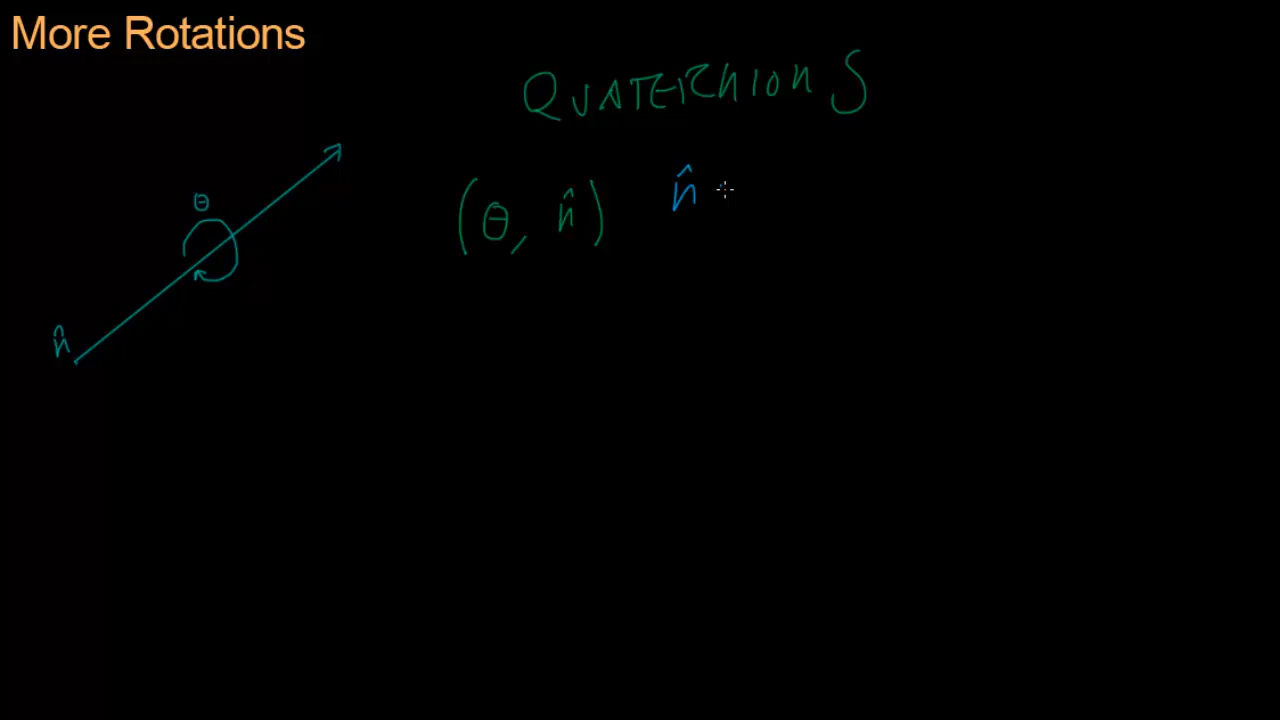 More Rotations
QUATERNIONS
θ
(θ, n̂) n̂
n̂